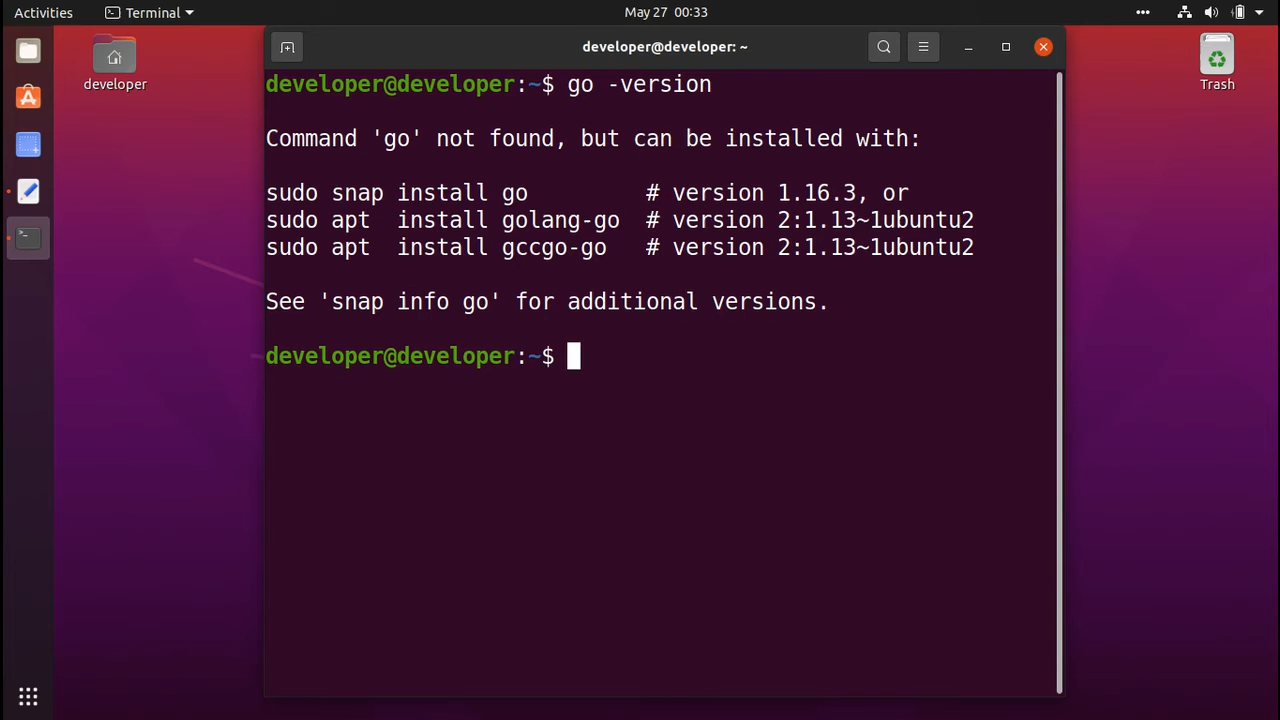 Activities
Terminal
May 27 00:33
developer
Trash
developer@developer: ~
developer@developer:~$ go -version
Command 'go' not found, but can be installed with:
sudo snap install go         # version 1.16.3, or
sudo apt  install golang-go  # version 2:1.13~1ubuntu2
sudo apt  install gccgo-go   # version 2:1.13~1ubuntu2
See 'snap info go' for additional versions.
developer@developer:~$